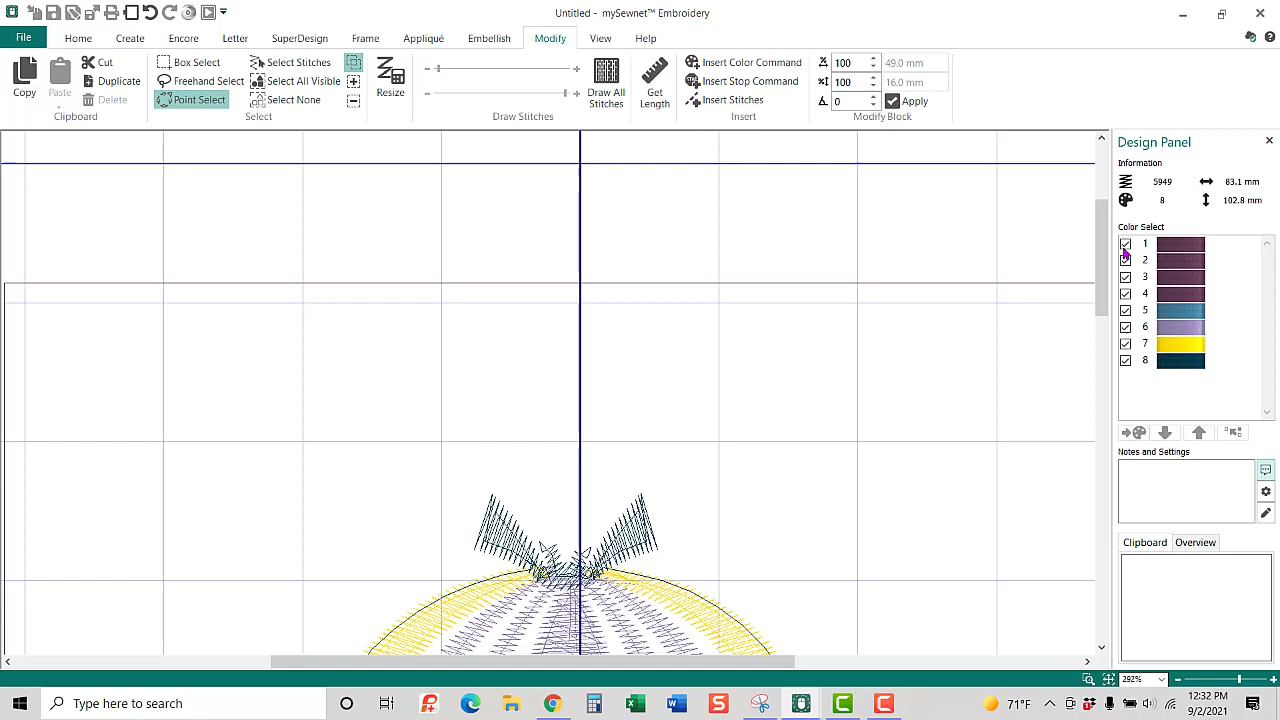 Untitled - mySewnet™ Embroidery
File Home Create Encore Letter SuperDesign Frame Appliqué Embellish Modify View Help
Copy
Paste
Cut
Duplicate
Delete
Clipboard
Box Select
Freehand Select
Point Select
Select Stitches
Select All Visible
Select None
Select
Resize
Draw All
Stitches
Draw Stitches
Get
Length
Insert Color Command
Insert Stop Command
Insert Stitches
Insert
100 49.0 mm
100 16.0 mm
0 Apply
Modify Block
Design Panel
Information
5949 83.1 mm
8 102.8 mm
Color Select
1
2
3
4
5
6
7
8
Notes and Settings
Clipboard Overview
292%
Type here to search
71°F
12:32 PM
9/2/2021